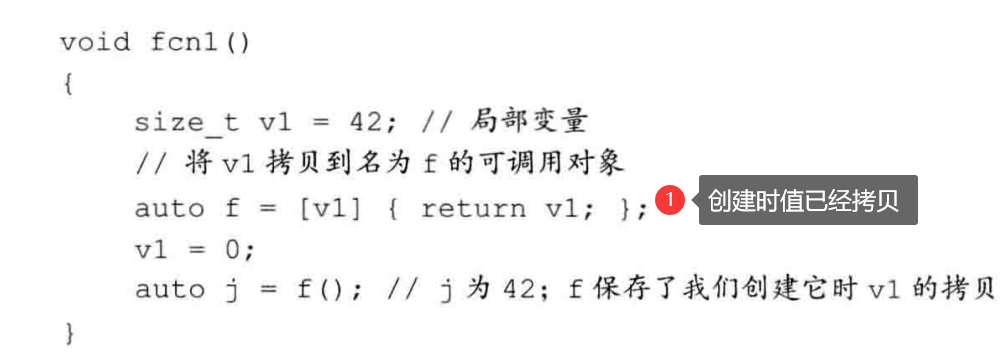 void fcn1()
{
size_t v1 = 42; // 局部变量
// 将 v1 拷贝到名为 f 的可调用对象
auto f = [v1] { return v1; }; 1 创建时值已经拷贝
v1 = 0;
auto j = f(); // j 为 42; f 保存了我们创建它时 v1 的拷贝
}